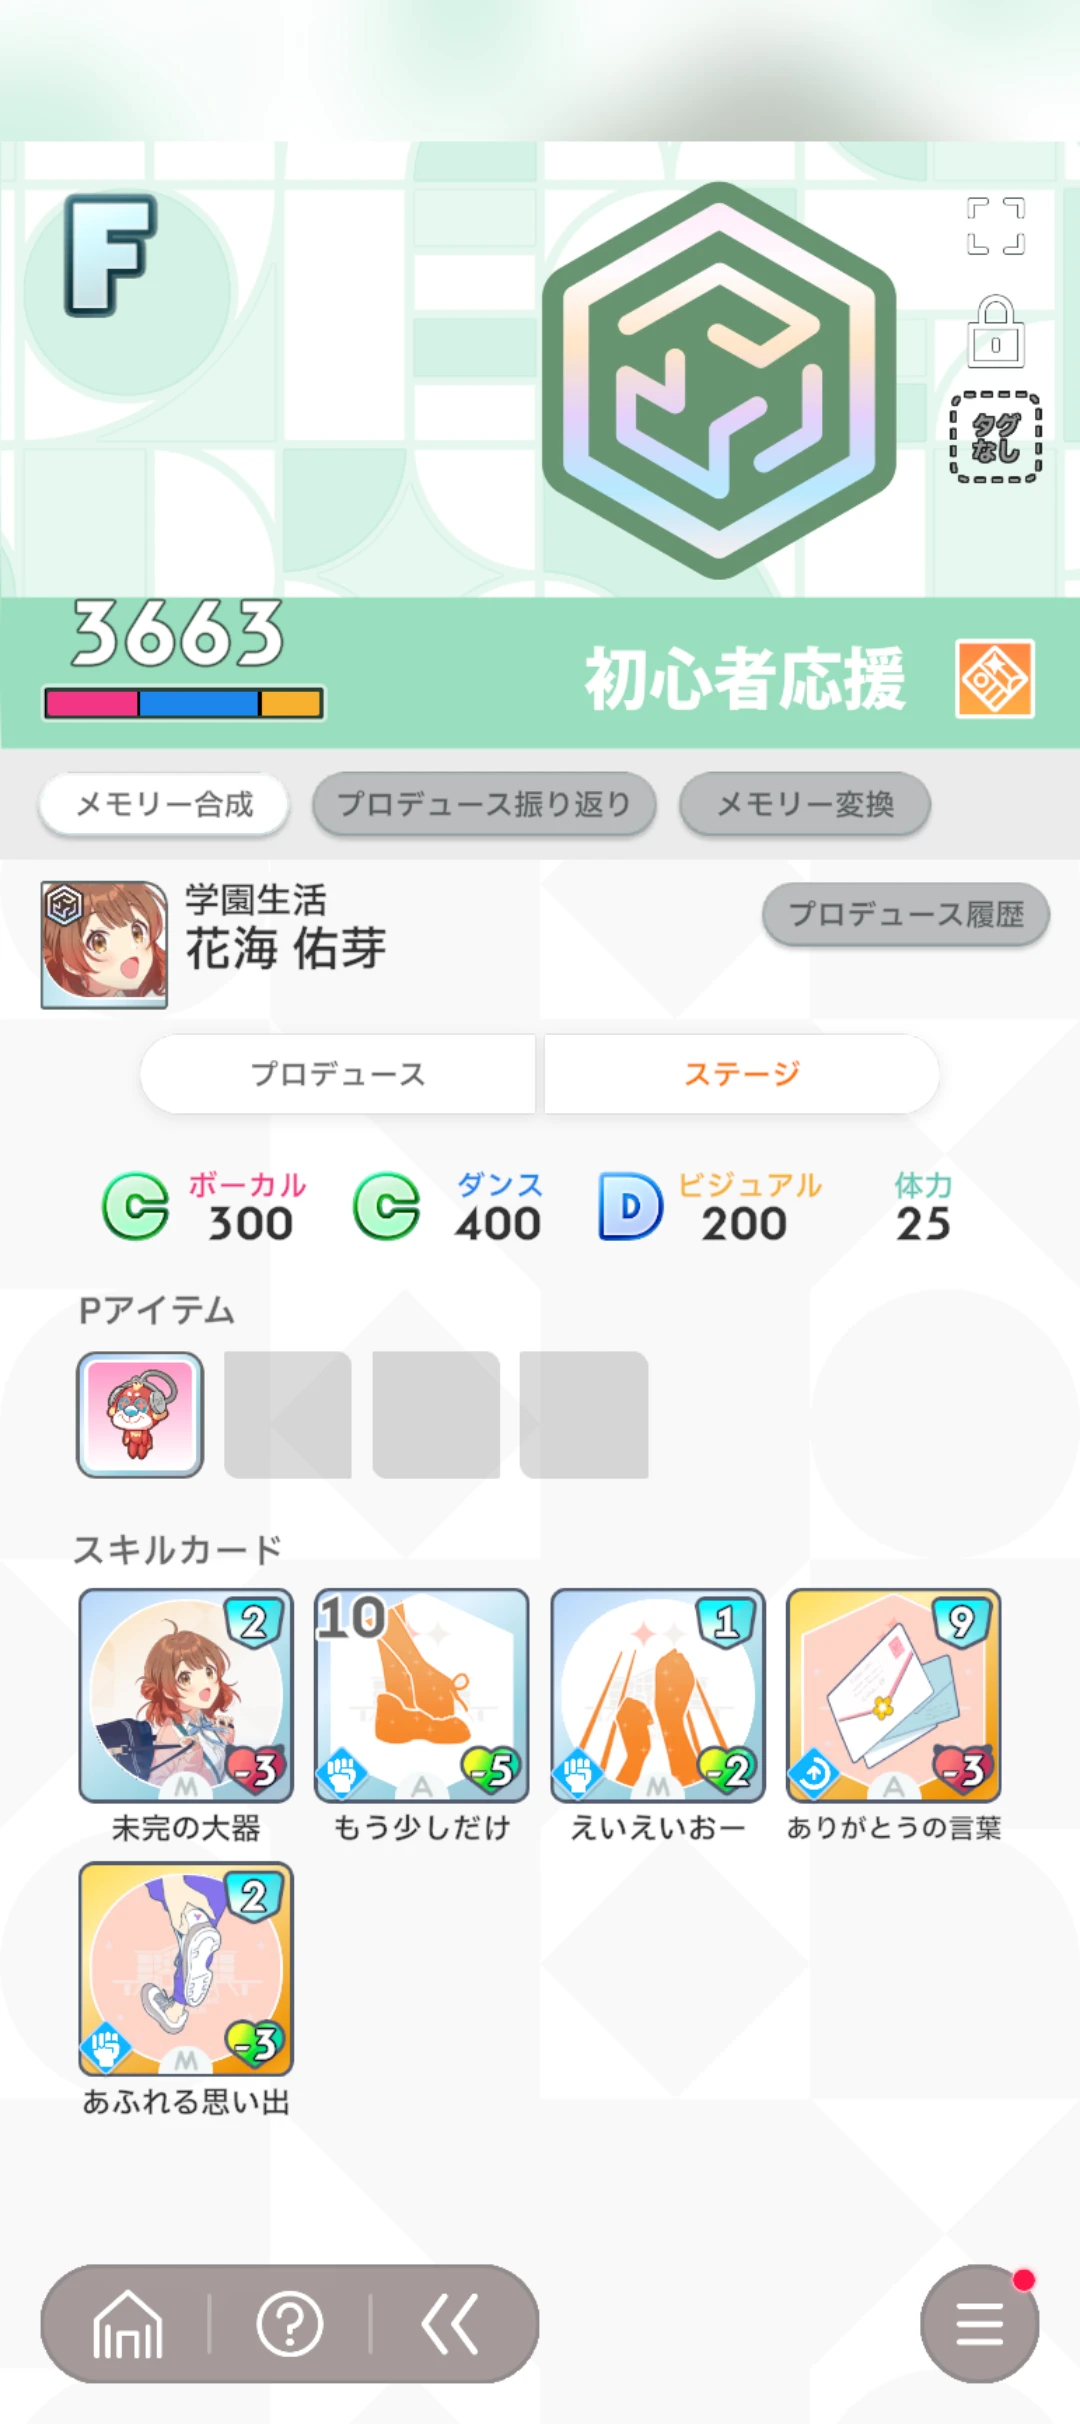 F
タグ
なし
3663
初心者応援
メモリー合成
プロデュース振り返り
メモリー変換
学園生活
花海 佑芽
プロデュース履歴
プロデュース
ステージ
C ボーカル 300
C ダンス 400
D ビジュアル 200
体力 25
Pアイテム
スキルカード
2
-3
M
未完の大器
10
-5
A
もう少しだけ
1
-2
M
えいえいおー
9
-3
A
ありがとうの言葉
2
-3
M
あふれる思い出
?